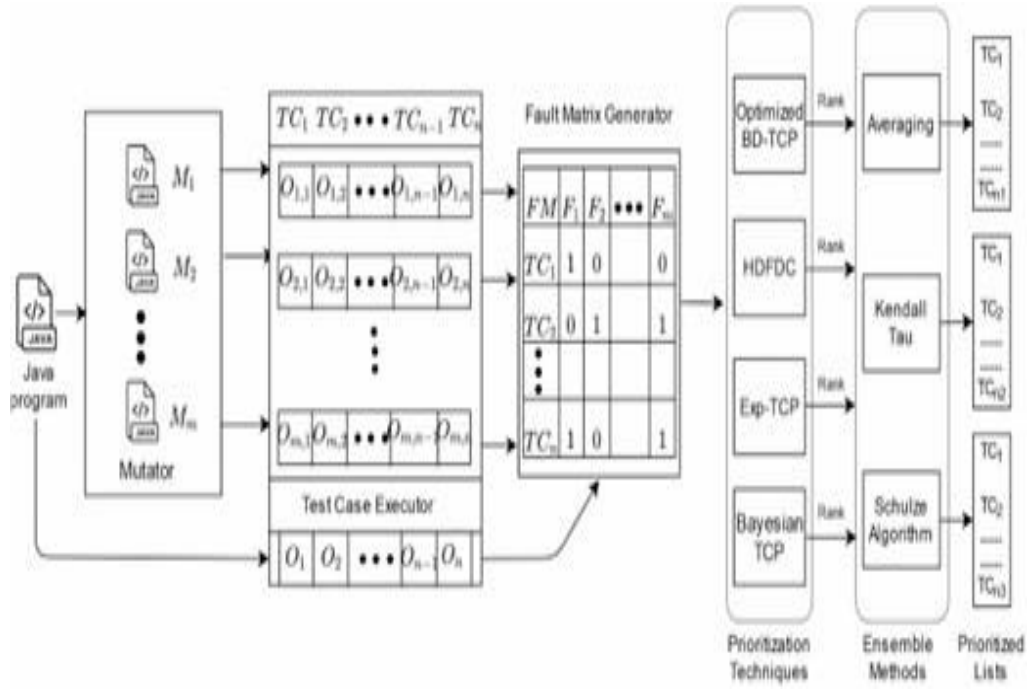 </> JAVA
Java
program
</> JAVA M₁
</> JAVA M₂
</> JAVA Mₘ
Mutator
TC₁ TC₂ ••• TCₙ₋₁ TCₙ
O₁,₁ O₁,₂ ••• O₁,ₙ₋₁ O₁,ₙ
O₂,₁ O₂,₂ ••• O₂,ₙ₋₁ O₂,ₙ
Oₘ,₁ Oₘ,₂ ••• Oₘ,ₙ₋₁ Oₘ,ₙ
Test Case Executor
O₁ O₂ ••• Oₙ₋₁ Oₙ
Fault Matrix Generator
FM F₁ F₂ ••• Fₘ
TC₁ 1 0 0
TC₂ 0 1 1
TCₙ 1 0 1
Optimized
BD-TCP
Rank
HDFDC
Rank
Exp-TCP
Rank
Bayesian
TCP
Rank
Prioritization
Techniques
Averaging
Kendall
Tau
Schulze
Algorithm
Ensemble
Methods
TC₁
TC₂
.....
.....
TCₙ₁
TC₁
TC₂
.....
.....
TCₙ₂
TC₁
TC₂
.....
.....
TCₙ₃
Prioritized
Lists